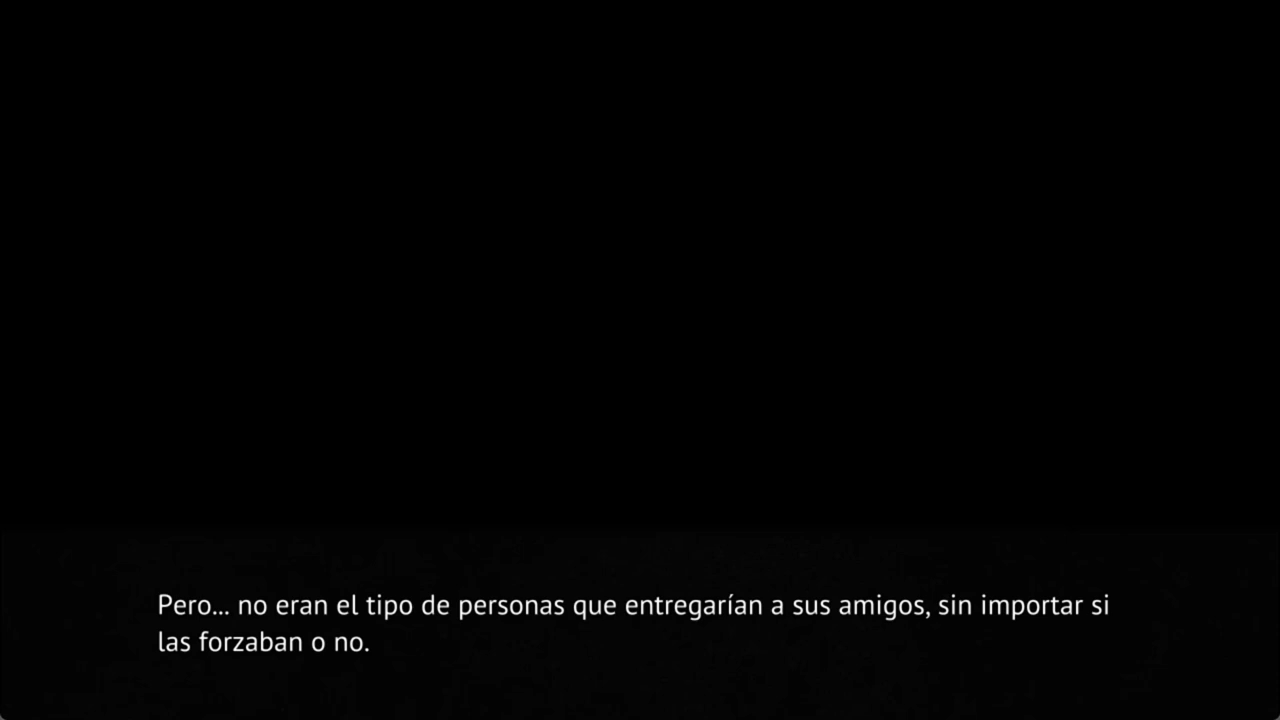 Pero... no eran el tipo de personas que entregarían a sus amigos, sin importar si
las forzaban o no.